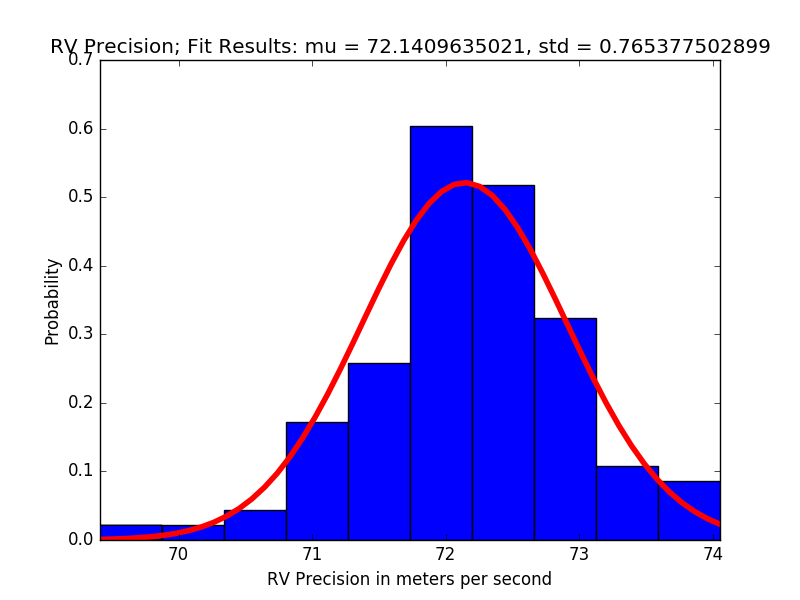 RV Precision; Fit Results: mu = 72.1409635021, std = 0.765377502899
0.7
0.6
0.5
0.4
0.3
0.2
0.1
0.0
Probability
70 71 72 73 74
RV Precision in meters per second